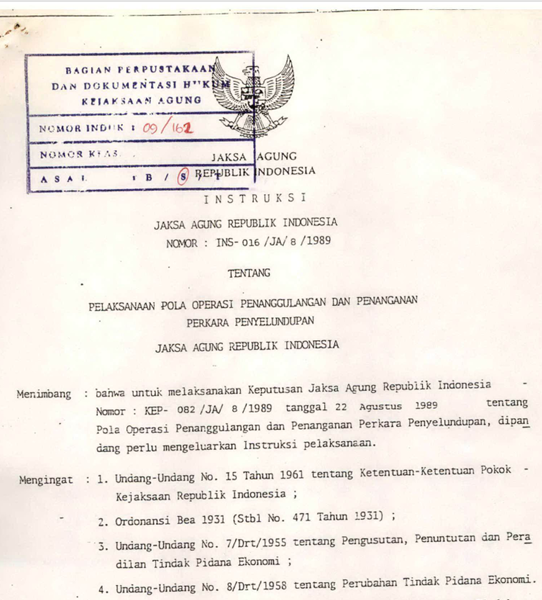 BAGIAN PERPUSTAKAAN
DAN DOKUMENTASI HUKUM
KEJAKSAAN AGUNG
NOMOR INDUK : 09/162
NOMOR KLAS.
ASAL : B / S /
JAKSA AGUNG
REPUBLIK INDONESIA
I N S T R U K S I
JAKSA AGUNG REPUBLIK INDONESIA
NOMOR : INS- 016 /JA/ 8 /1989
TENTANG
PELAKSANAAN POLA OPERASI PENANGGULANGAN DAN PENANGANAN
PERKARA PENYELUNDUPAN
JAKSA AGUNG REPUBLIK INDONESIA
Menimbang : bahwa untuk melaksanakan Keputusan Jaksa Agung Republik Indonesia -
Nomor : KEP- 082 /JA/ 8 /1989 tanggal 22 Agustus 1989 tentang
Pola Operasi Penanggulangan dan Penanganan Perkara Penyelundupan, dipan
dang perlu mengeluarkan Instruksi pelaksanaan.
Mengingat : 1. Undang-Undang No. 15 Tahun 1961 tentang Ketentuan-Ketentuan Pokok -
Kejaksaan Republik Indonesia ;
2. Ordonansi Bea 1931 (Stbl No. 471 Tahun 1931) ;
3. Undang-Undang No. 7/Drt/1955 tentang Pengusutan, Penuntutan dan Pera
dilan Tindak Pidana Ekonomi ;
4. Undang-Undang No. 8/Drt/1958 tentang Perubahan Tindak Pidana Ekonomi.